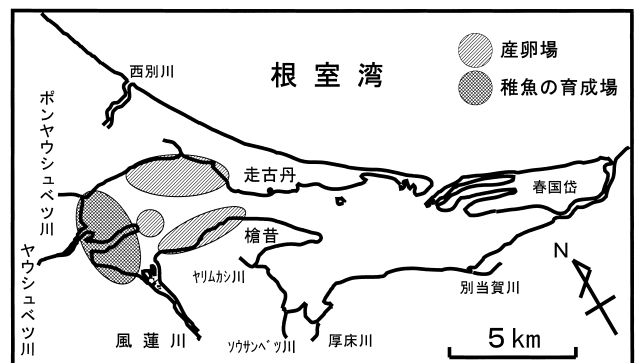 根室湾
産卵場
稚魚の育成場
西別川
ポンヤウシュベツ川
走古丹
春国岱
槍昔
ヤウシュベツ川
ヤリムカシ川
別当賀川
風蓮川
ソウサンベツ川
厚床川
N
5km